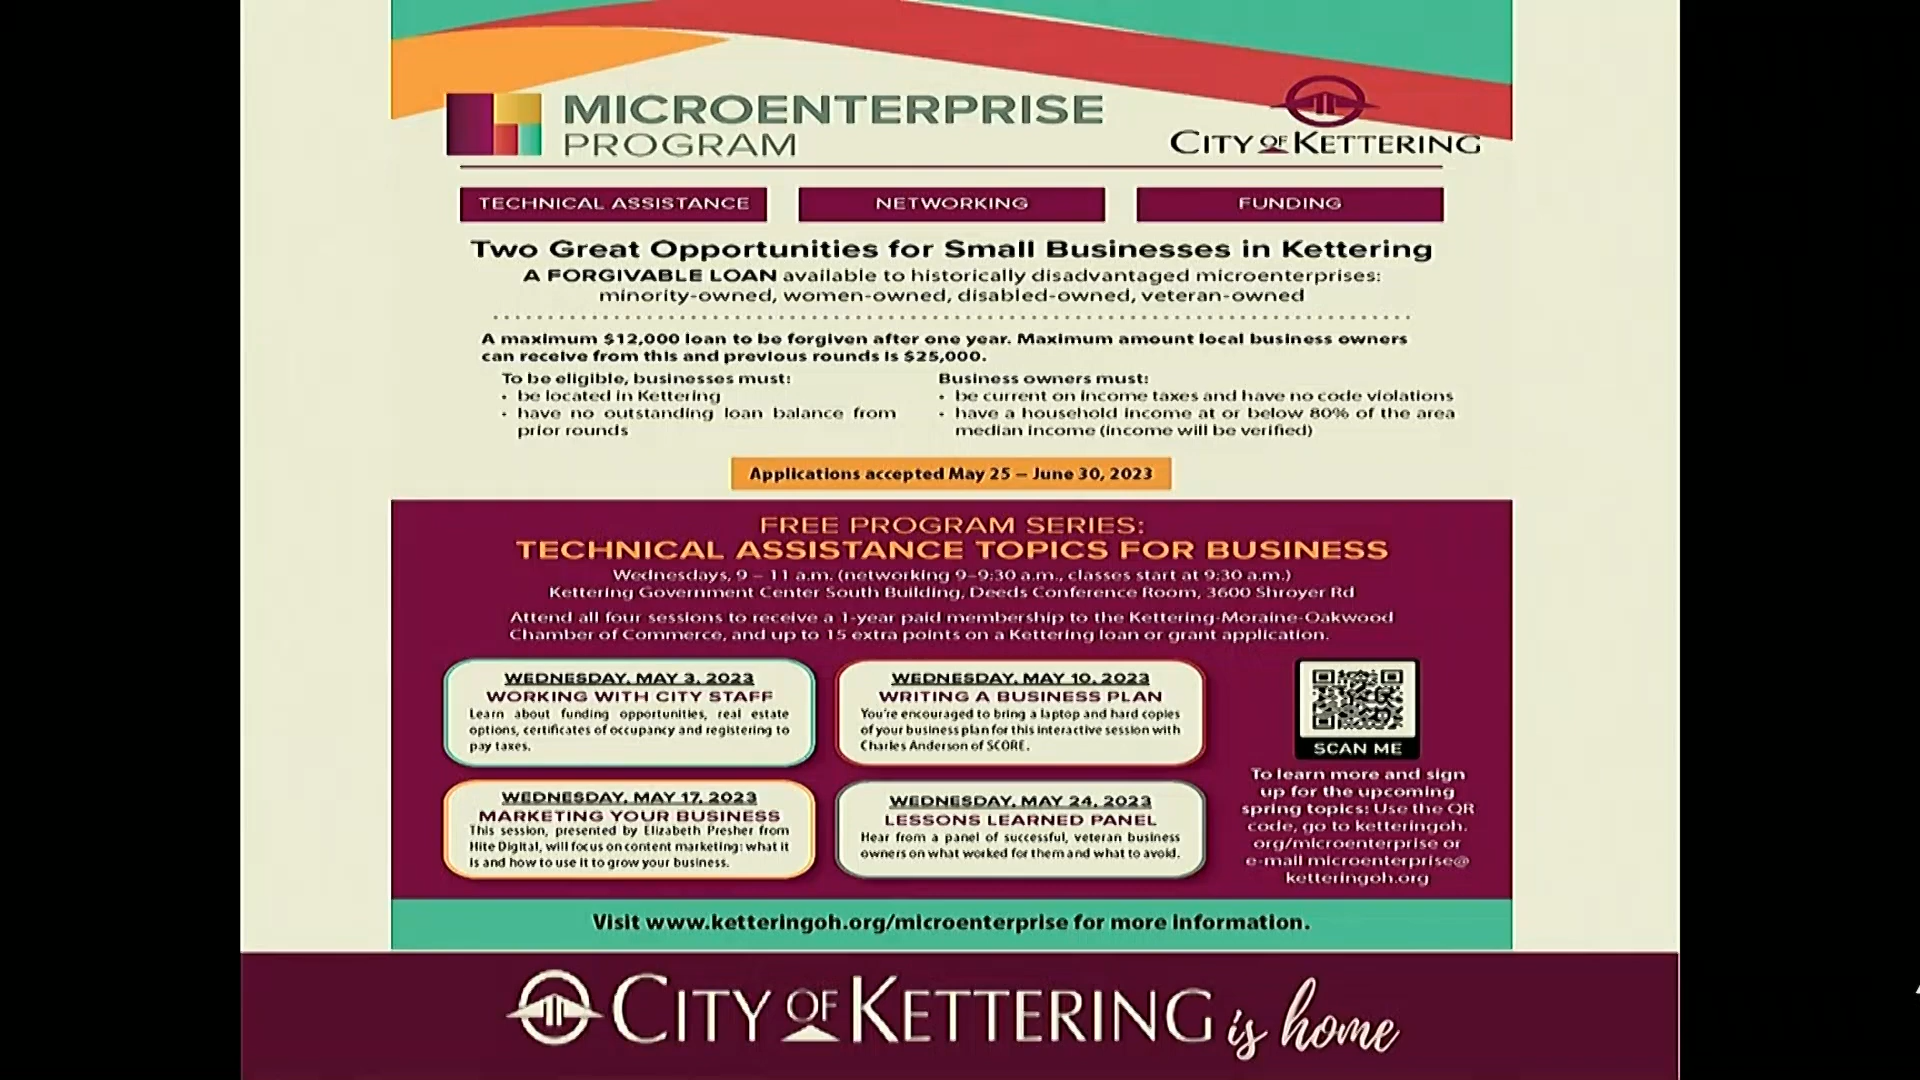 MICROENTERPRISE
PROGRAM
CITY OF KETTERING
TECHNICAL ASSISTANCE
NETWORKING
FUNDING
Two Great Opportunities for Small Businesses in Kettering
A FORGIVABLE LOAN available to historically disadvantaged microenterprises:
minority-owned, women-owned, disabled-owned, veteran-owned
A maximum $12,000 loan to be forgiven after one year. Maximum amount local business owners
can receive from this and previous rounds is $25,000.
To be eligible, businesses must:
• be located in Kettering
• have no outstanding loan balance from
prior rounds
Business owners must:
• be current on income taxes and have no code violations
• have a household income at or below 80% of the area
median income (income will be verified)
Applications accepted May 25 – June 30, 2023
FREE PROGRAM SERIES:
TECHNICAL ASSISTANCE TOPICS FOR BUSINESS
Wednesdays, 9 – 11 a.m. (networking 9–9:30 a.m., classes start at 9:30 a.m.)
Kettering Government Center South Building, Deeds Conference Room, 3600 Shroyer Rd
Attend all four sessions to receive a 1-year paid membership to the Kettering-Moraine-Oakwood
Chamber of Commerce, and up to 15 extra points on a Kettering loan or grant application.
WEDNESDAY, MAY 3, 2023
WORKING WITH CITY STAFF
Learn about funding opportunities, real estate
options, certificates of occupancy and registering to
pay taxes.
WEDNESDAY, MAY 10, 2023
WRITING A BUSINESS PLAN
You're encouraged to bring a laptop and hard copies
of your business plan for this interactive session with
Charles Anderson of SCORE.
WEDNESDAY, MAY 17, 2023
MARKETING YOUR BUSINESS
This session, presented by Elizabeth Presher from
Hite Digital, will focus on content marketing: what it
is and how to use it to grow your business.
WEDNESDAY, MAY 24, 2023
LESSONS LEARNED PANEL
Hear from a panel of successful, veteran business
owners on what worked for them and what to avoid.
SCAN ME
To learn more and sign
up for the upcoming
spring topics: Use the QR
code, go to ketteringoh.
org/microenterprise or
e-mail microenterprise@
ketteringoh.org
Visit www.ketteringoh.org/microenterprise for more information.
CITY OF KETTERING is home